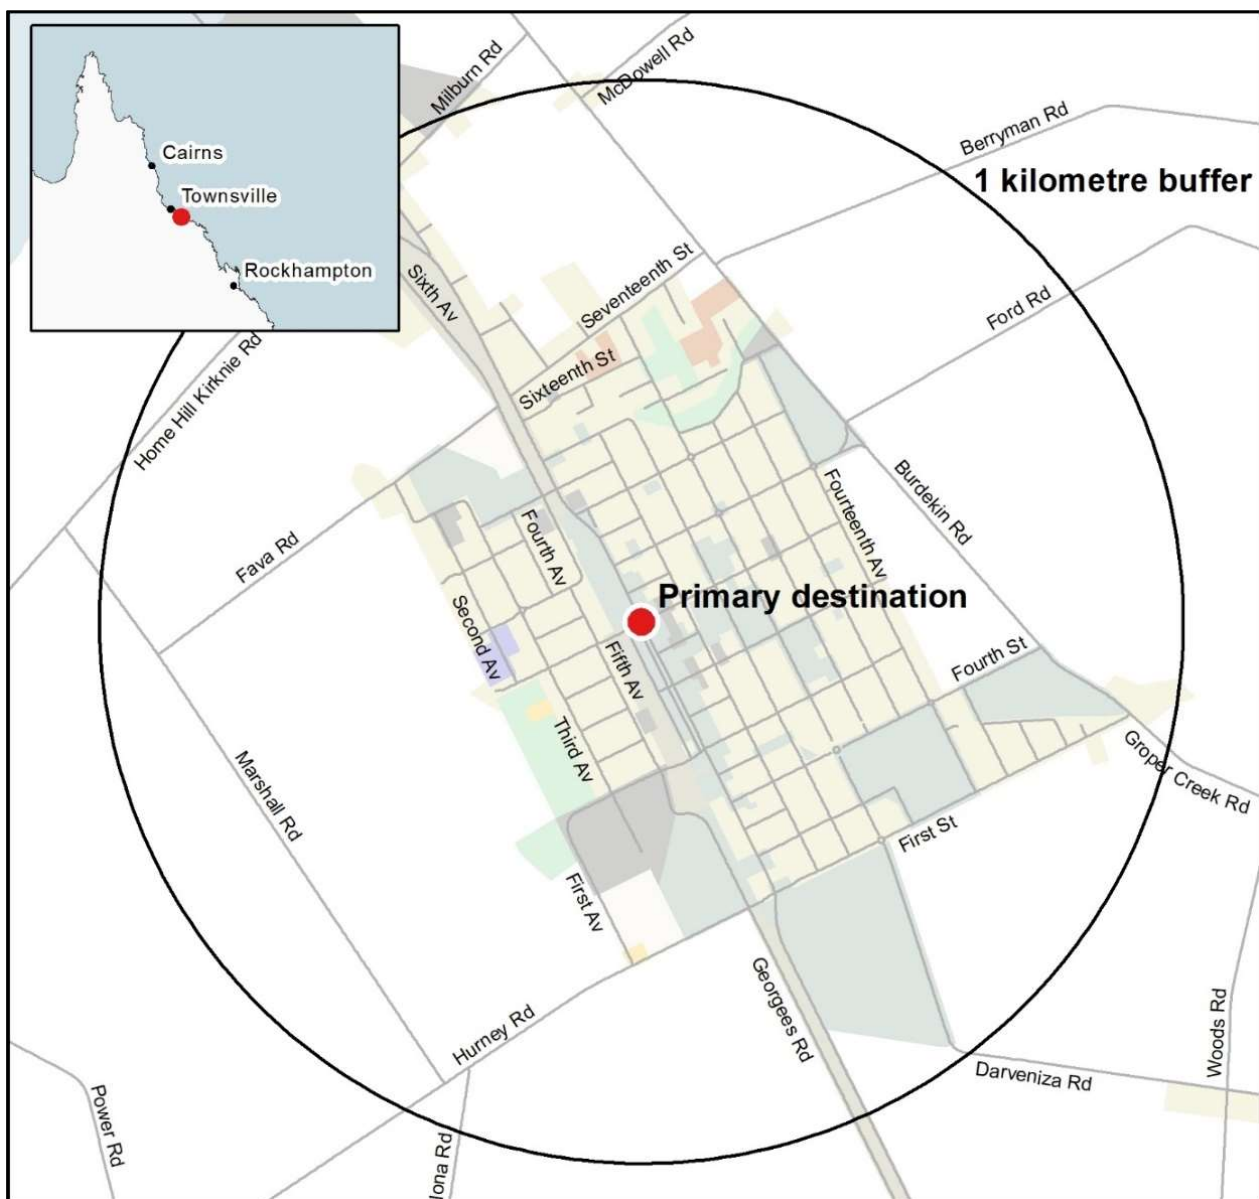 Milburn Rd
McDowell Rd
Berryman Rd
Cairns
1 kilometre buffer
Townsville
Rockhampton
Sixth Av
Seventeenth St
Ford Rd
Home Hill Kirknie Rd
Sixteenth St
Burdekin Rd
Fourteenth Av
Fava Rd
Fourth Av
Primary destination
Second Av
Fifth Av
Fourth St
Third Av
Marshall Rd
Groper Creek Rd
First St
First Av
Georgees Rd
Hurney Rd
Woods Rd
Darveniza Rd
Power Rd
Iona Rd